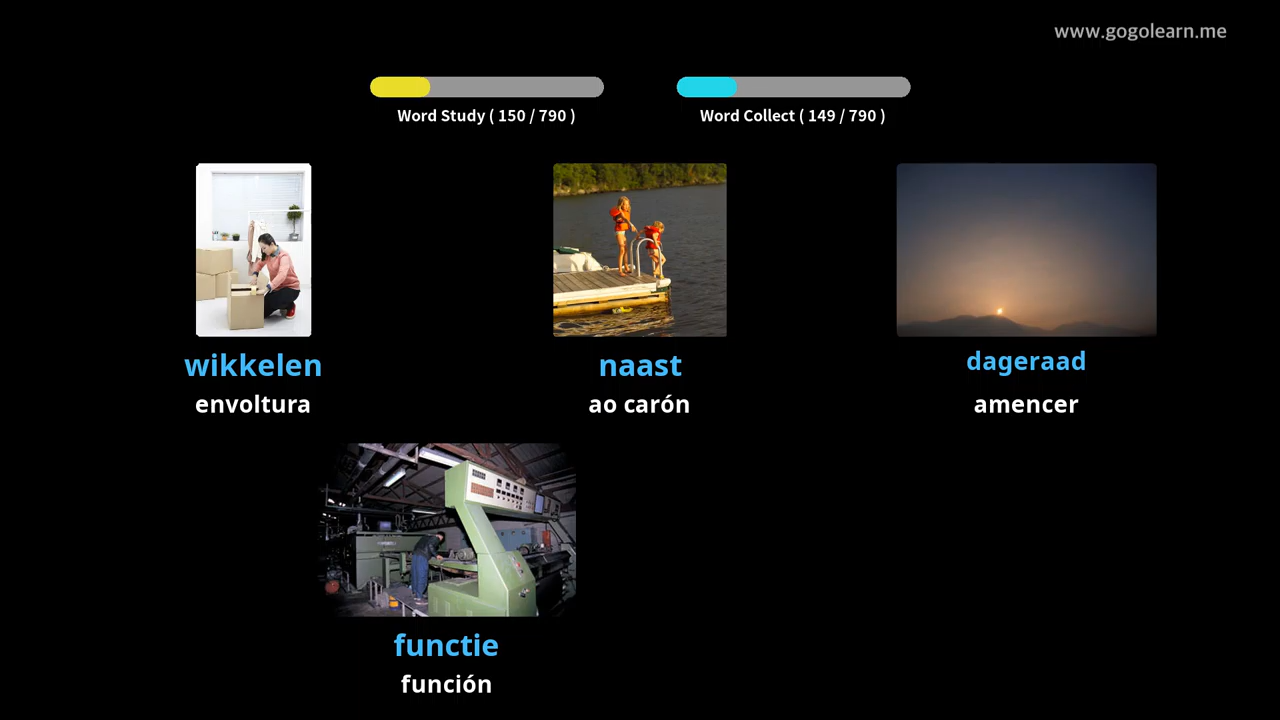 www.gogolearn.me
Word Study ( 150 / 790 )
Word Collect ( 149 / 790 )
wikkelen
envoltura
naast
ao carón
dageraad
amencer
functie
función